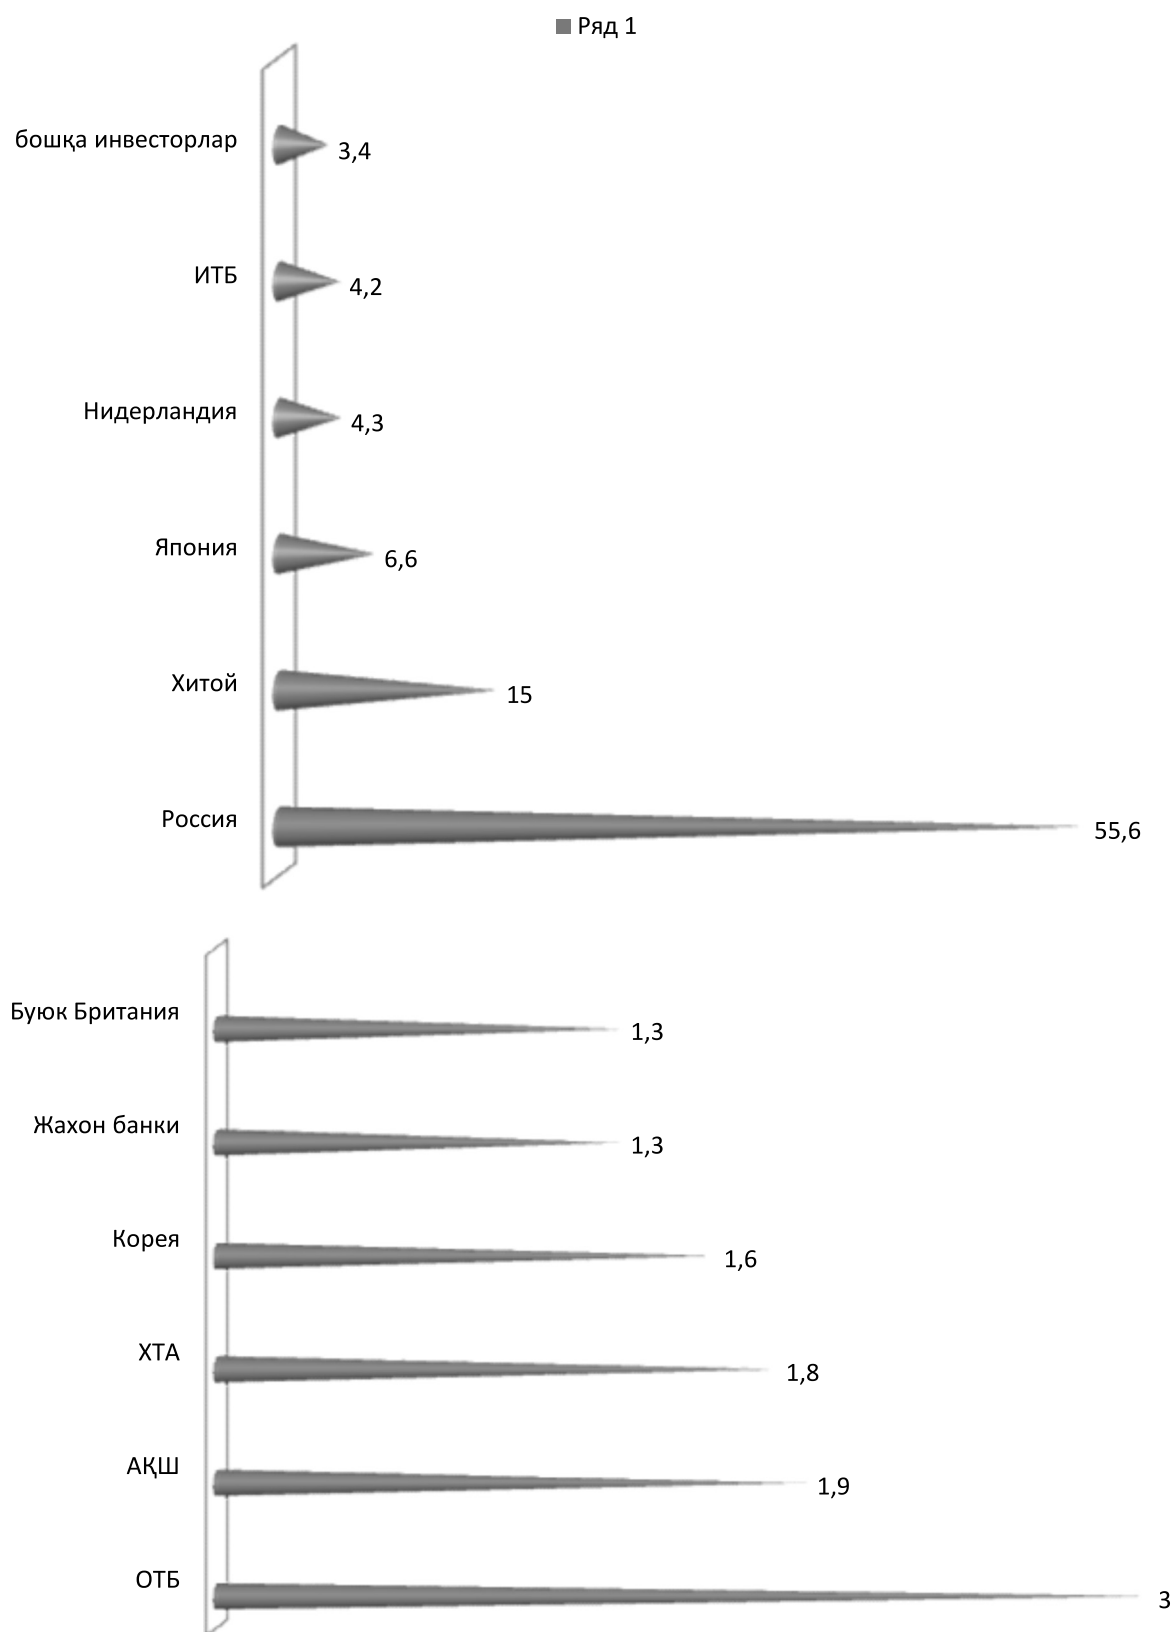 Ряд 1
бошқа инвесторлар
3,4
ИТБ
4,2
Нидерландия
4,3
Япония
6,6
Хитой
15
Россия
55,6
Буюк Британия
1,3
Жахон банки
1,3
Корея
1,6
ХТА
1,8
АҚШ
1,9
ОТБ
3